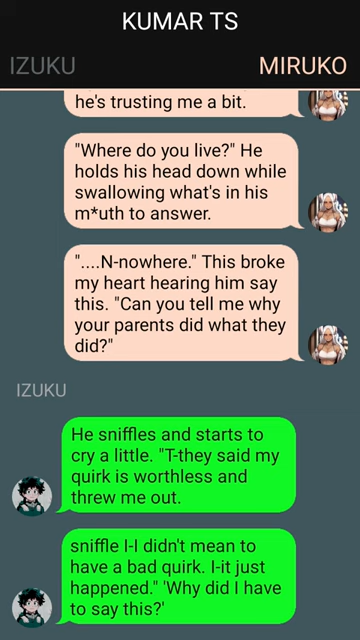 KUMAR TS
IZUKU MIRUKO
he's trusting me a bit.
"Where do you live?" He
holds his head down while
swallowing what's in his
m*uth to answer.
"....N-nowhere." This broke
my heart hearing him say
this. "Can you tell me why
your parents did what they
did?"
IZUKU
He sniffles and starts to
cry a little. "T-they said my
quirk is worthless and
threw me out.
sniffle I-I didn't mean to
have a bad quirk. I-it just
happened." 'Why did I have
to say this?'